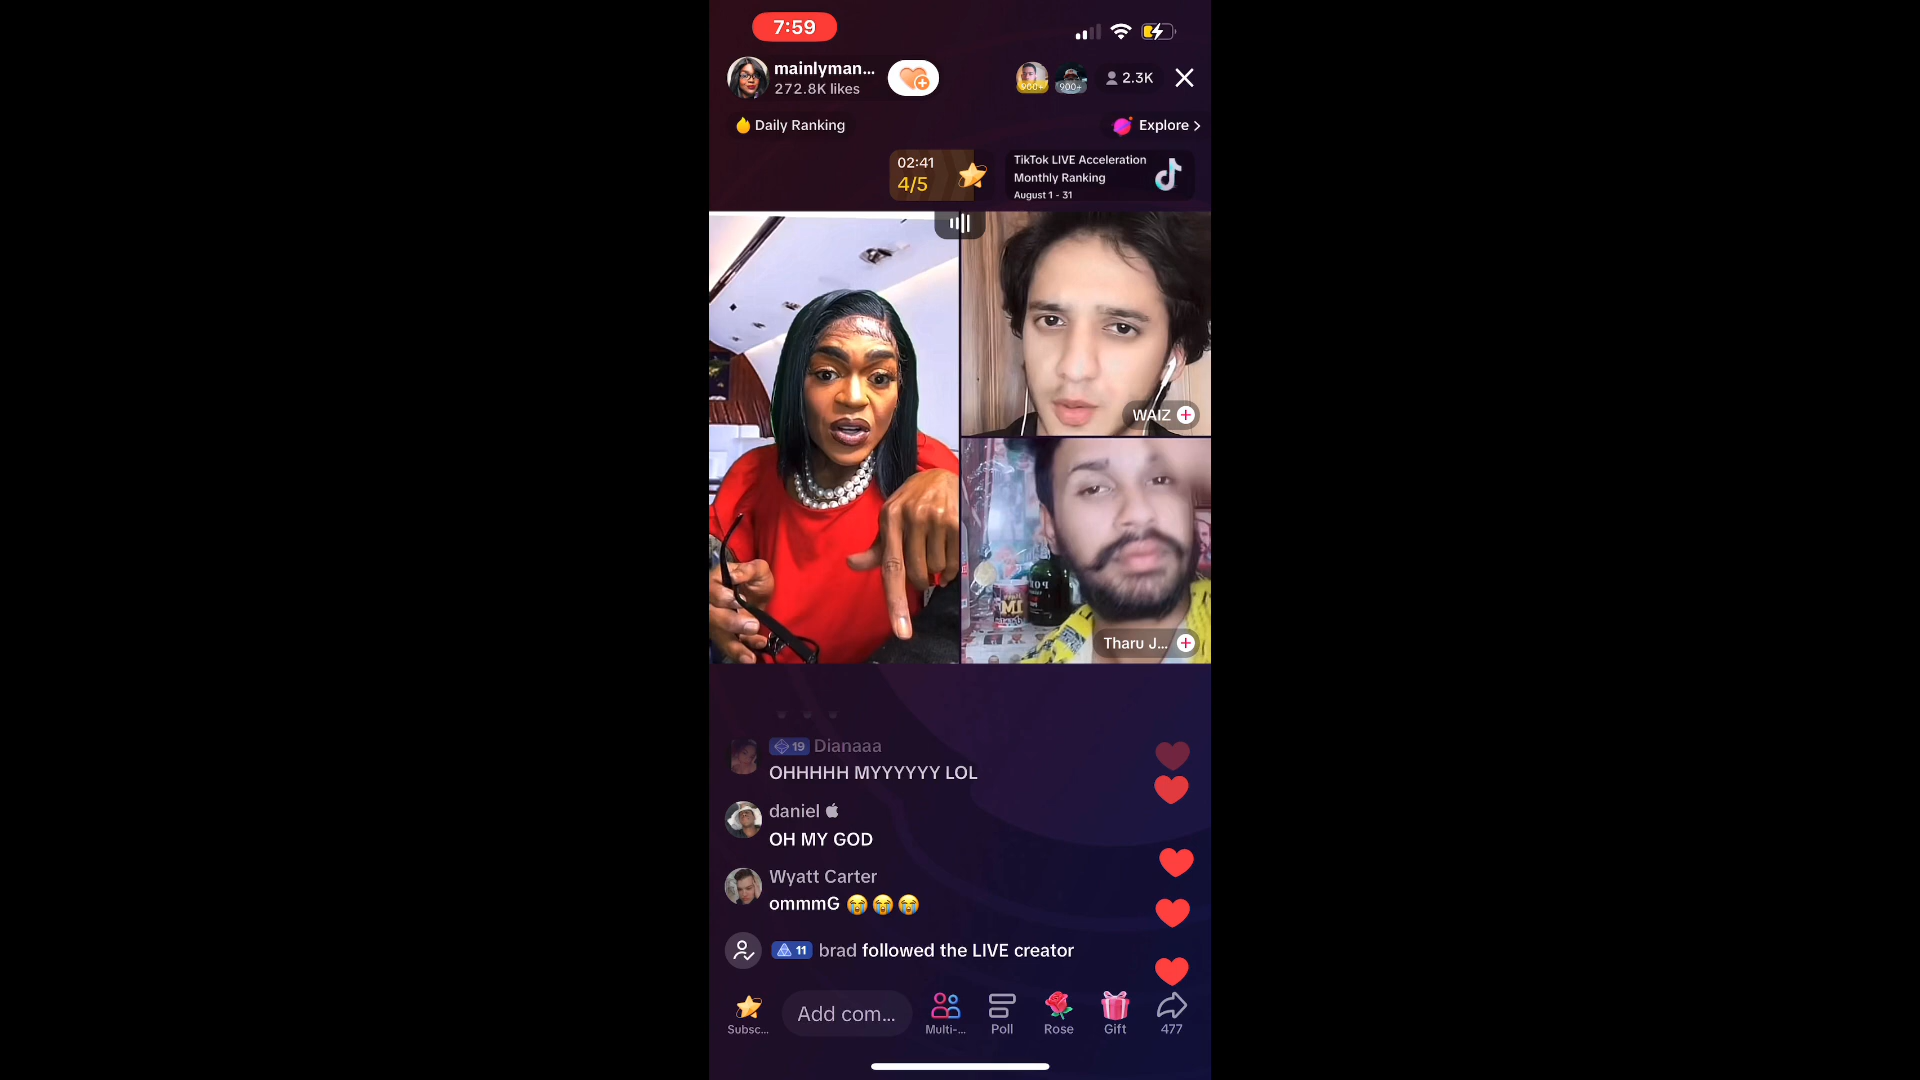 7:59
mainlyman...
272.8K likes
900+
900+
2.3K
Daily Ranking
Explore >
02:41
4/5
TikTok LIVE Acceleration
Monthly Ranking
August 1 - 31
WAIZ
Tharu J...
19 Dianaaa
OHHHHH MYYYYYY LOL
daniel
OH MY GOD
Wyatt Carter
ommmG 😭😭😭
11 brad followed the LIVE creator
Subsc...
Add com...
Multi-...
Poll
Rose
Gift
477